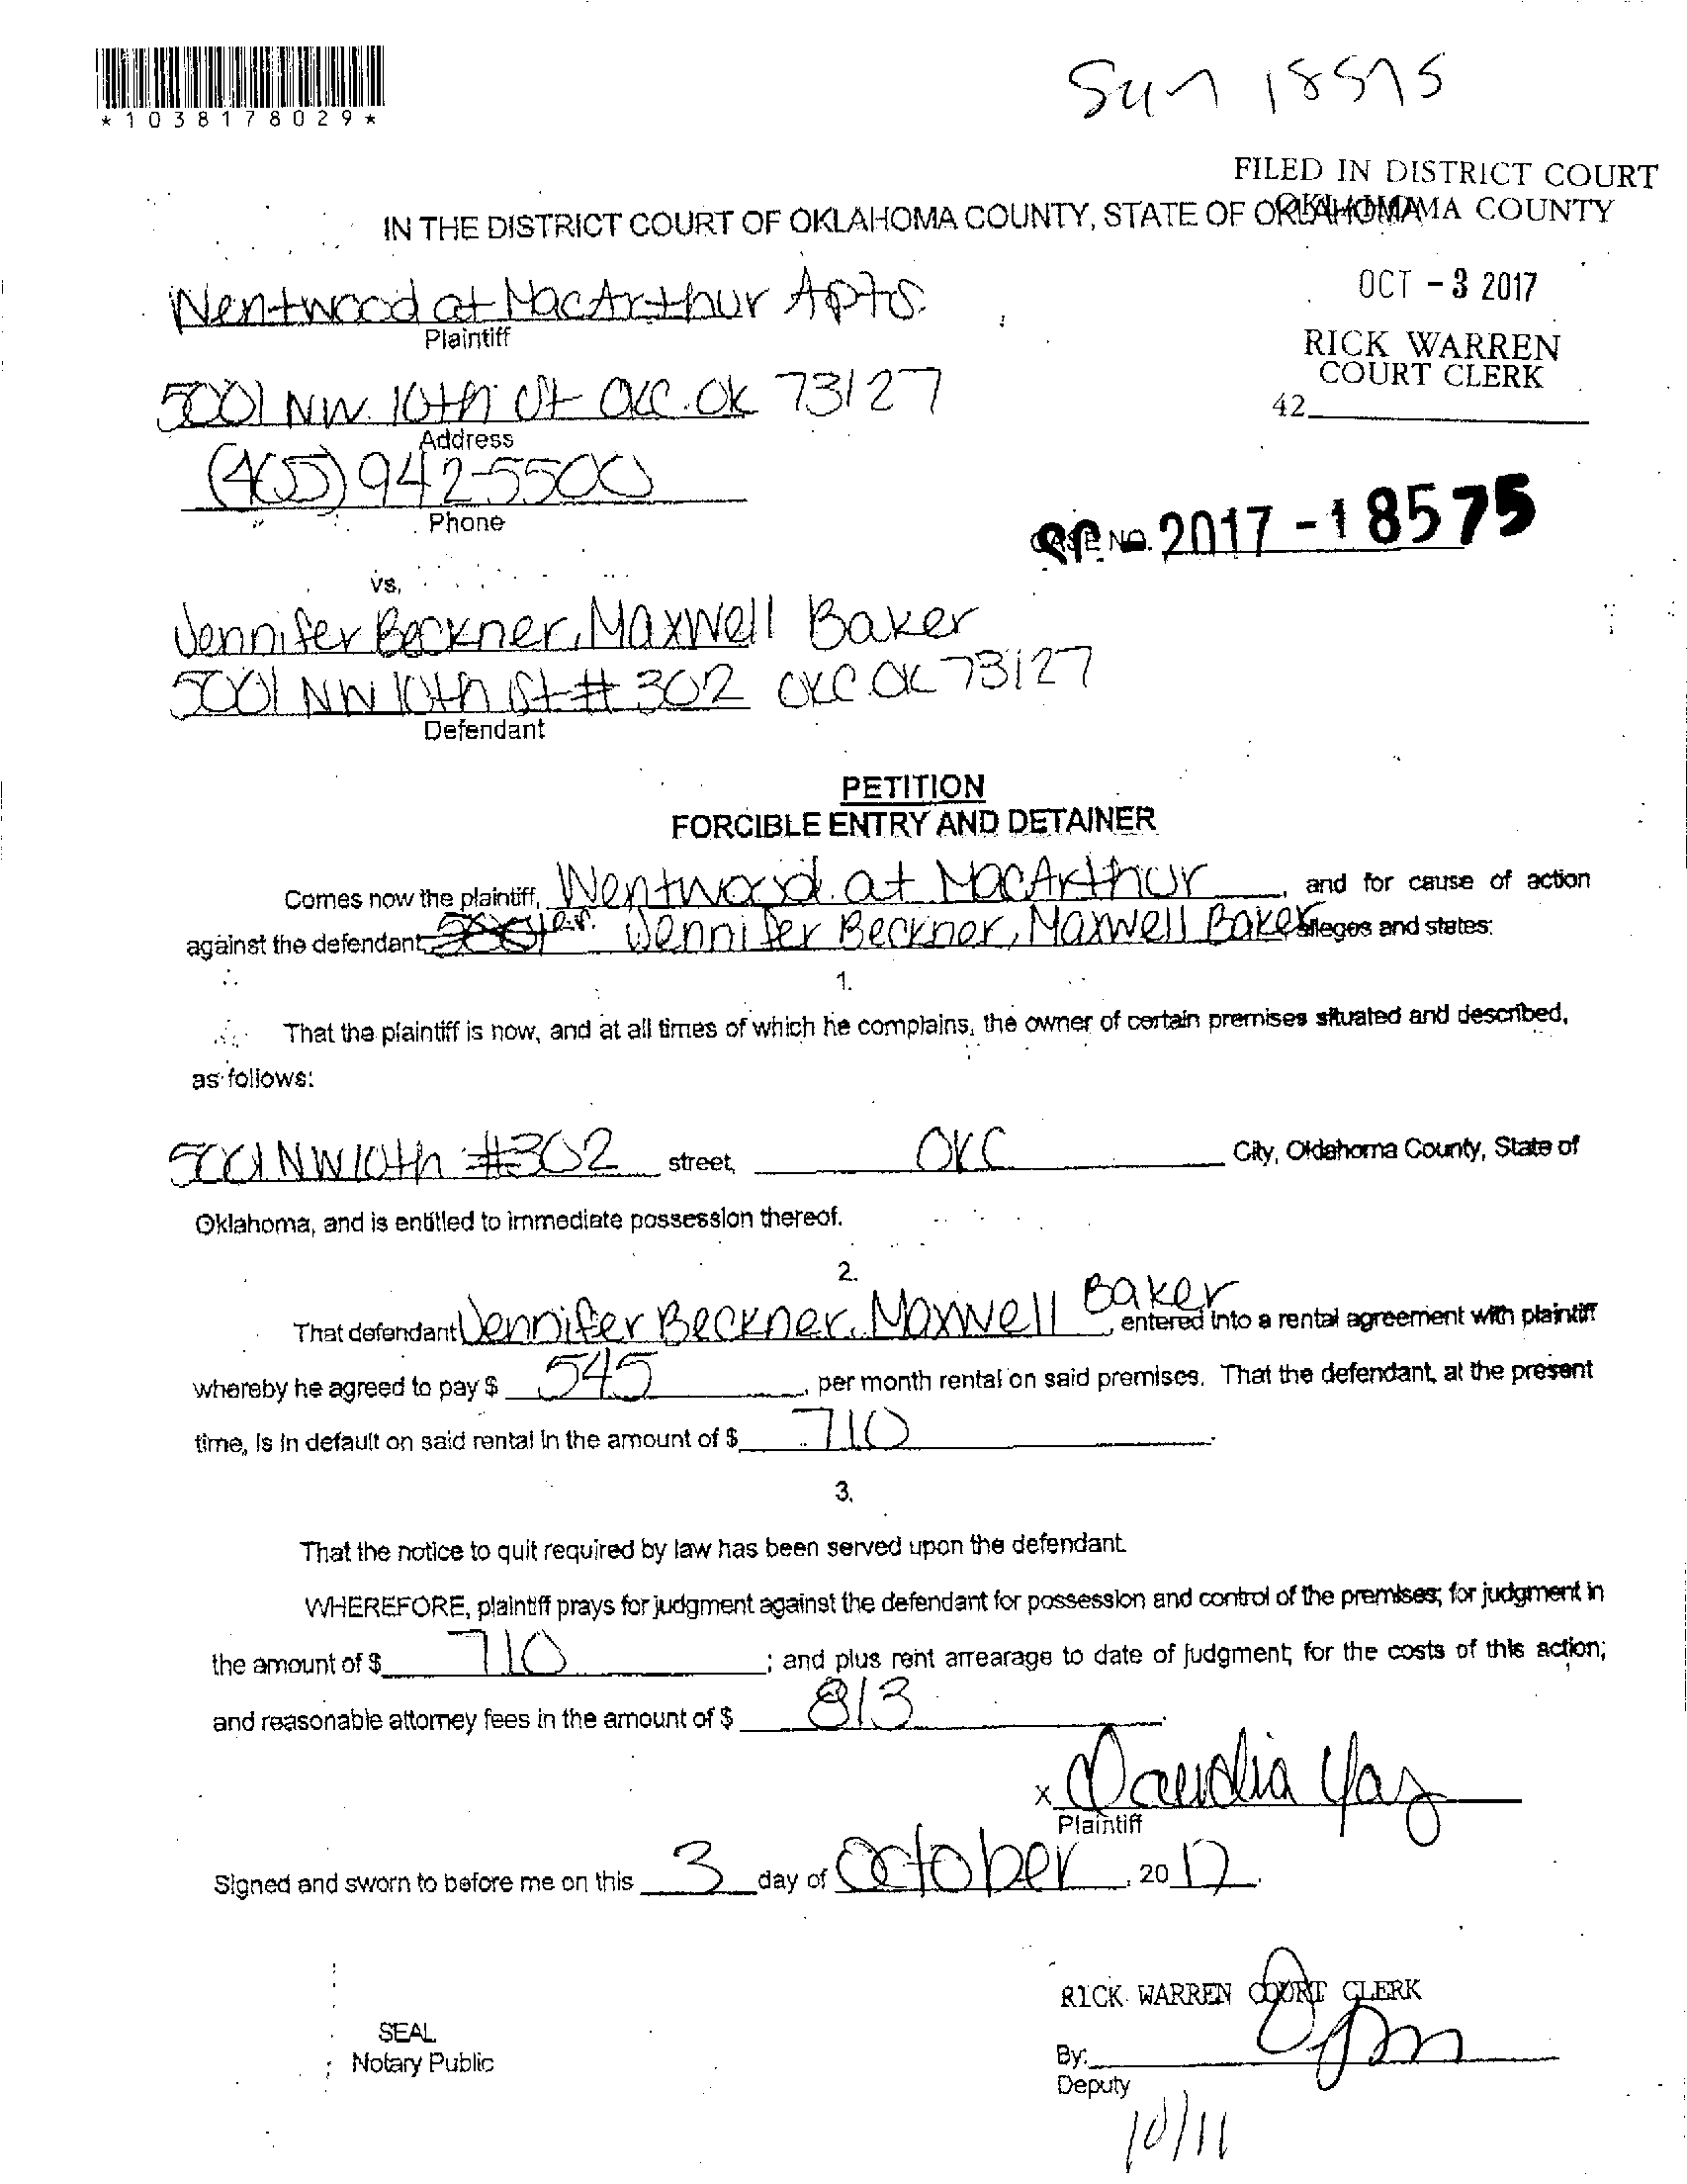 *1038178029*
FILED IN DISTRICT COURT
OKLAHOMA COUNTY
IN THE DISTRICT COURT OF OKLAHOMA COUNTY, STATE OF OKLAHOMA
OCT -3 2017
Wentwood at MacArthur Apts.
Plaintiff
RICK WARREN
COURT CLERK
5001 NW. 10th St OKC. OK 73127
42
Address
(405) 942-5500
Phone
CASE NO. 2017 -18575
vs.
Jennifer Beckner, Maxwell Baker
5001 NW 10th St # 302 OKC OK 73127
Defendant
PETITION
FORCIBLE ENTRY AND DETAINER
Comes now the plaintiff, Wentwood at MacArthur, and for cause of action
against the defendant, Jennifer Beckner, Maxwell Baker alleges and states:
1.
That the plaintiff is now, and at all times of which he complains, the owner of certain premises situated and described,
as follows:
5001 NW 10th #302 street, OKC City, Oklahoma County, State of
Oklahoma, and is entitled to immediate possession thereof.
2.
That defendant Jennifer Beckner, Maxwell Baker, entered into a rental agreement with plaintiff
whereby he agreed to pay $ 545, per month rental on said premises. That the defendant, at the present
time, is in default on said rental in the amount of $ 710.
3.
That the notice to quit required by law has been served upon the defendant.
WHEREFORE, plaintiff prays for judgment against the defendant for possession and control of the premises; for judgment in
the amount of $ 710; and plus rent arrearage to date of judgment; for the costs of this action;
and reasonable attorney fees in the amount of $ 813.
x Claudia Yaz
Plaintiff
Signed and sworn to before me on this 3 day of October, 2017.
RICK WARREN COURT CLERK
SEAL
Notary Public
By:
Deputy
10/11